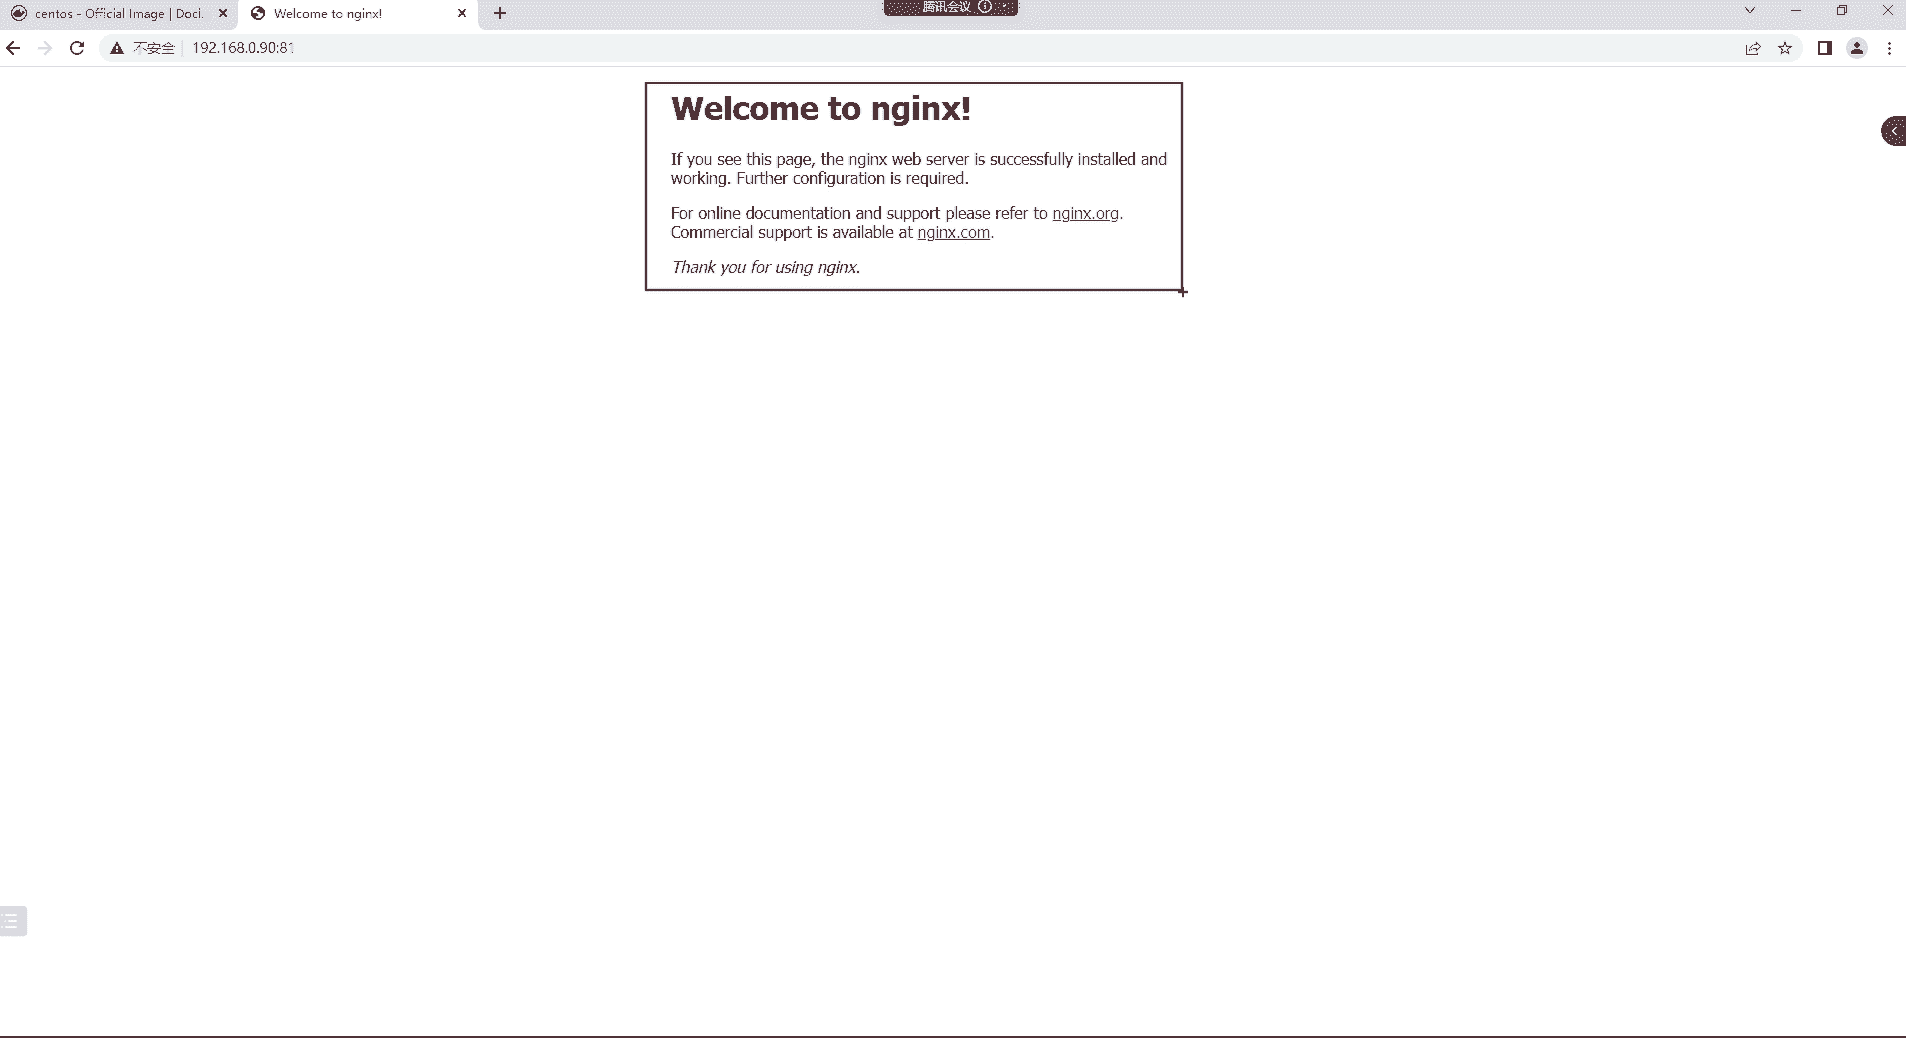 centos - Official Image | Doc
Welcome to nginx!
腾讯会议
不安全
192.168.0.90:81
Welcome to nginx!
If you see this page, the nginx web server is successfully installed and
working. Further configuration is required.
For online documentation and support please refer to nginx.org.
Commercial support is available at nginx.com.
Thank you for using nginx.